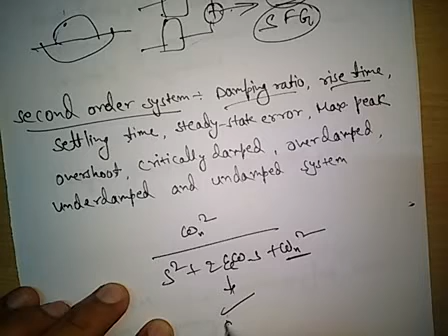 SFG
second order system ÷ Damping ratio, rise time,
settling time, steady-state error, Max peak
overshoot, critically damped, overdamped,
underdamped and undamped system
ωₙ²
s² + 2ξωs + ωₙ²